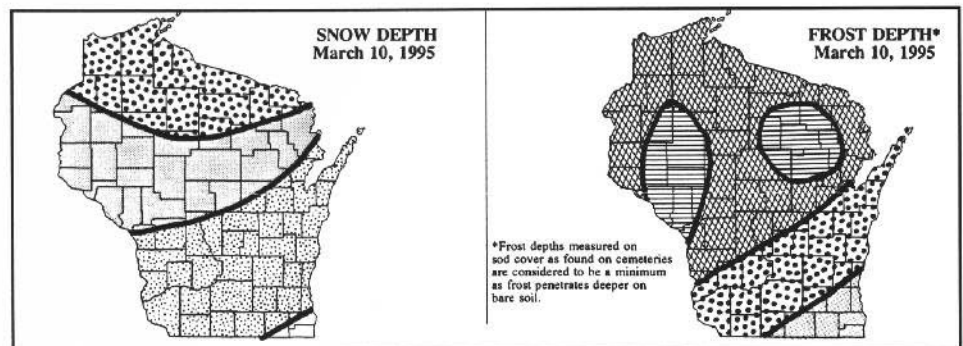 SNOW DEPTH
March 10, 1995
FROST DEPTH*
March 10, 1995
*Frost depths measured on
sod cover as found on cemeteries
are considered to be a minimum
as frost penetrates deeper on
bare soil.